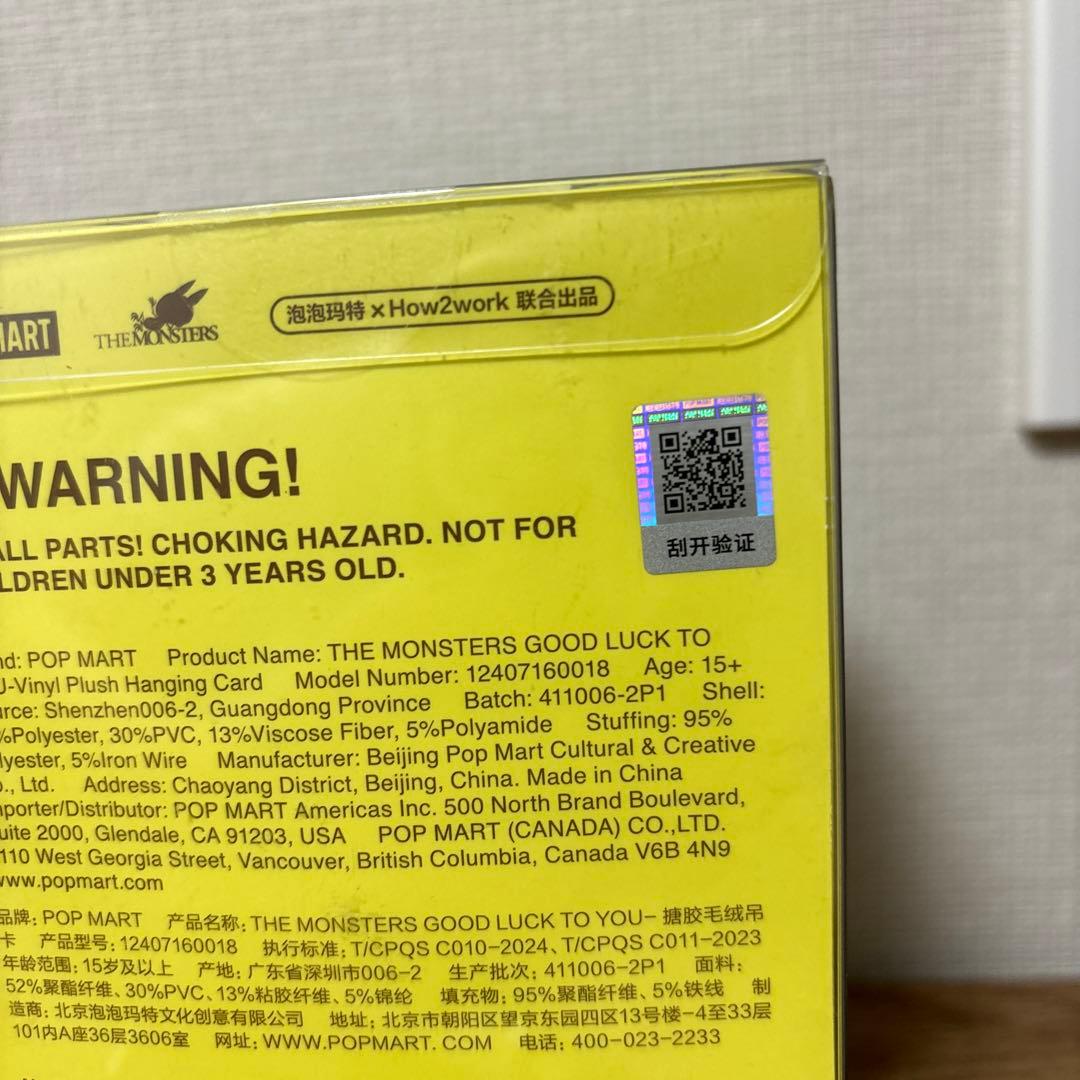 MART
THE MONSTERS
泡泡玛特 × How2work 联合出品
POP MART
WARNING!
ALL PARTS! CHOKING HAZARD. NOT FOR
LDREN UNDER 3 YEARS OLD.
刮开验证
nd: POP MART Product Name: THE MONSTERS GOOD LUCK TO
U-Vinyl Plush Hanging Card Model Number: 12407160018 Age: 15+
urce: Shenzhen006-2, Guangdong Province Batch: 411006-2P1 Shell:
%Polyester, 30%PVC, 13%Viscose Fiber, 5%Polyamide Stuffing: 95%
lyester, 5%Iron Wire Manufacturer: Beijing Pop Mart Cultural & Creative
o., Ltd. Address: Chaoyang District, Beijing, China. Made in China
mporter/Distributor: POP MART Americas Inc. 500 North Brand Boulevard,
uite 2000, Glendale, CA 91203, USA POP MART (CANADA) CO.,LTD.
110 West Georgia Street, Vancouver, British Columbia, Canada V6B 4N9
www.popmart.com
品牌: POP MART 产品名称: THE MONSTERS GOOD LUCK TO YOU-搪胶毛绒吊
卡 产品型号: 12407160018 执行标准: T/CPQS C010-2024、T/CPQS C011-2023
年龄范围: 15岁及以上 产地: 广东省深圳市006-2 生产批次: 411006-2P1 面料:
52%聚酯纤维、30%PVC、13%粘胶纤维、5%锦纶 填充物: 95%聚酯纤维、5%铁线 制
造商: 北京泡泡玛特文化创意有限公司 地址: 北京市朝阳区望京东园四区13号楼-4至33层
101内A座36层3606室 网址: WWW.POPMART. COM 电话: 400-023-2233